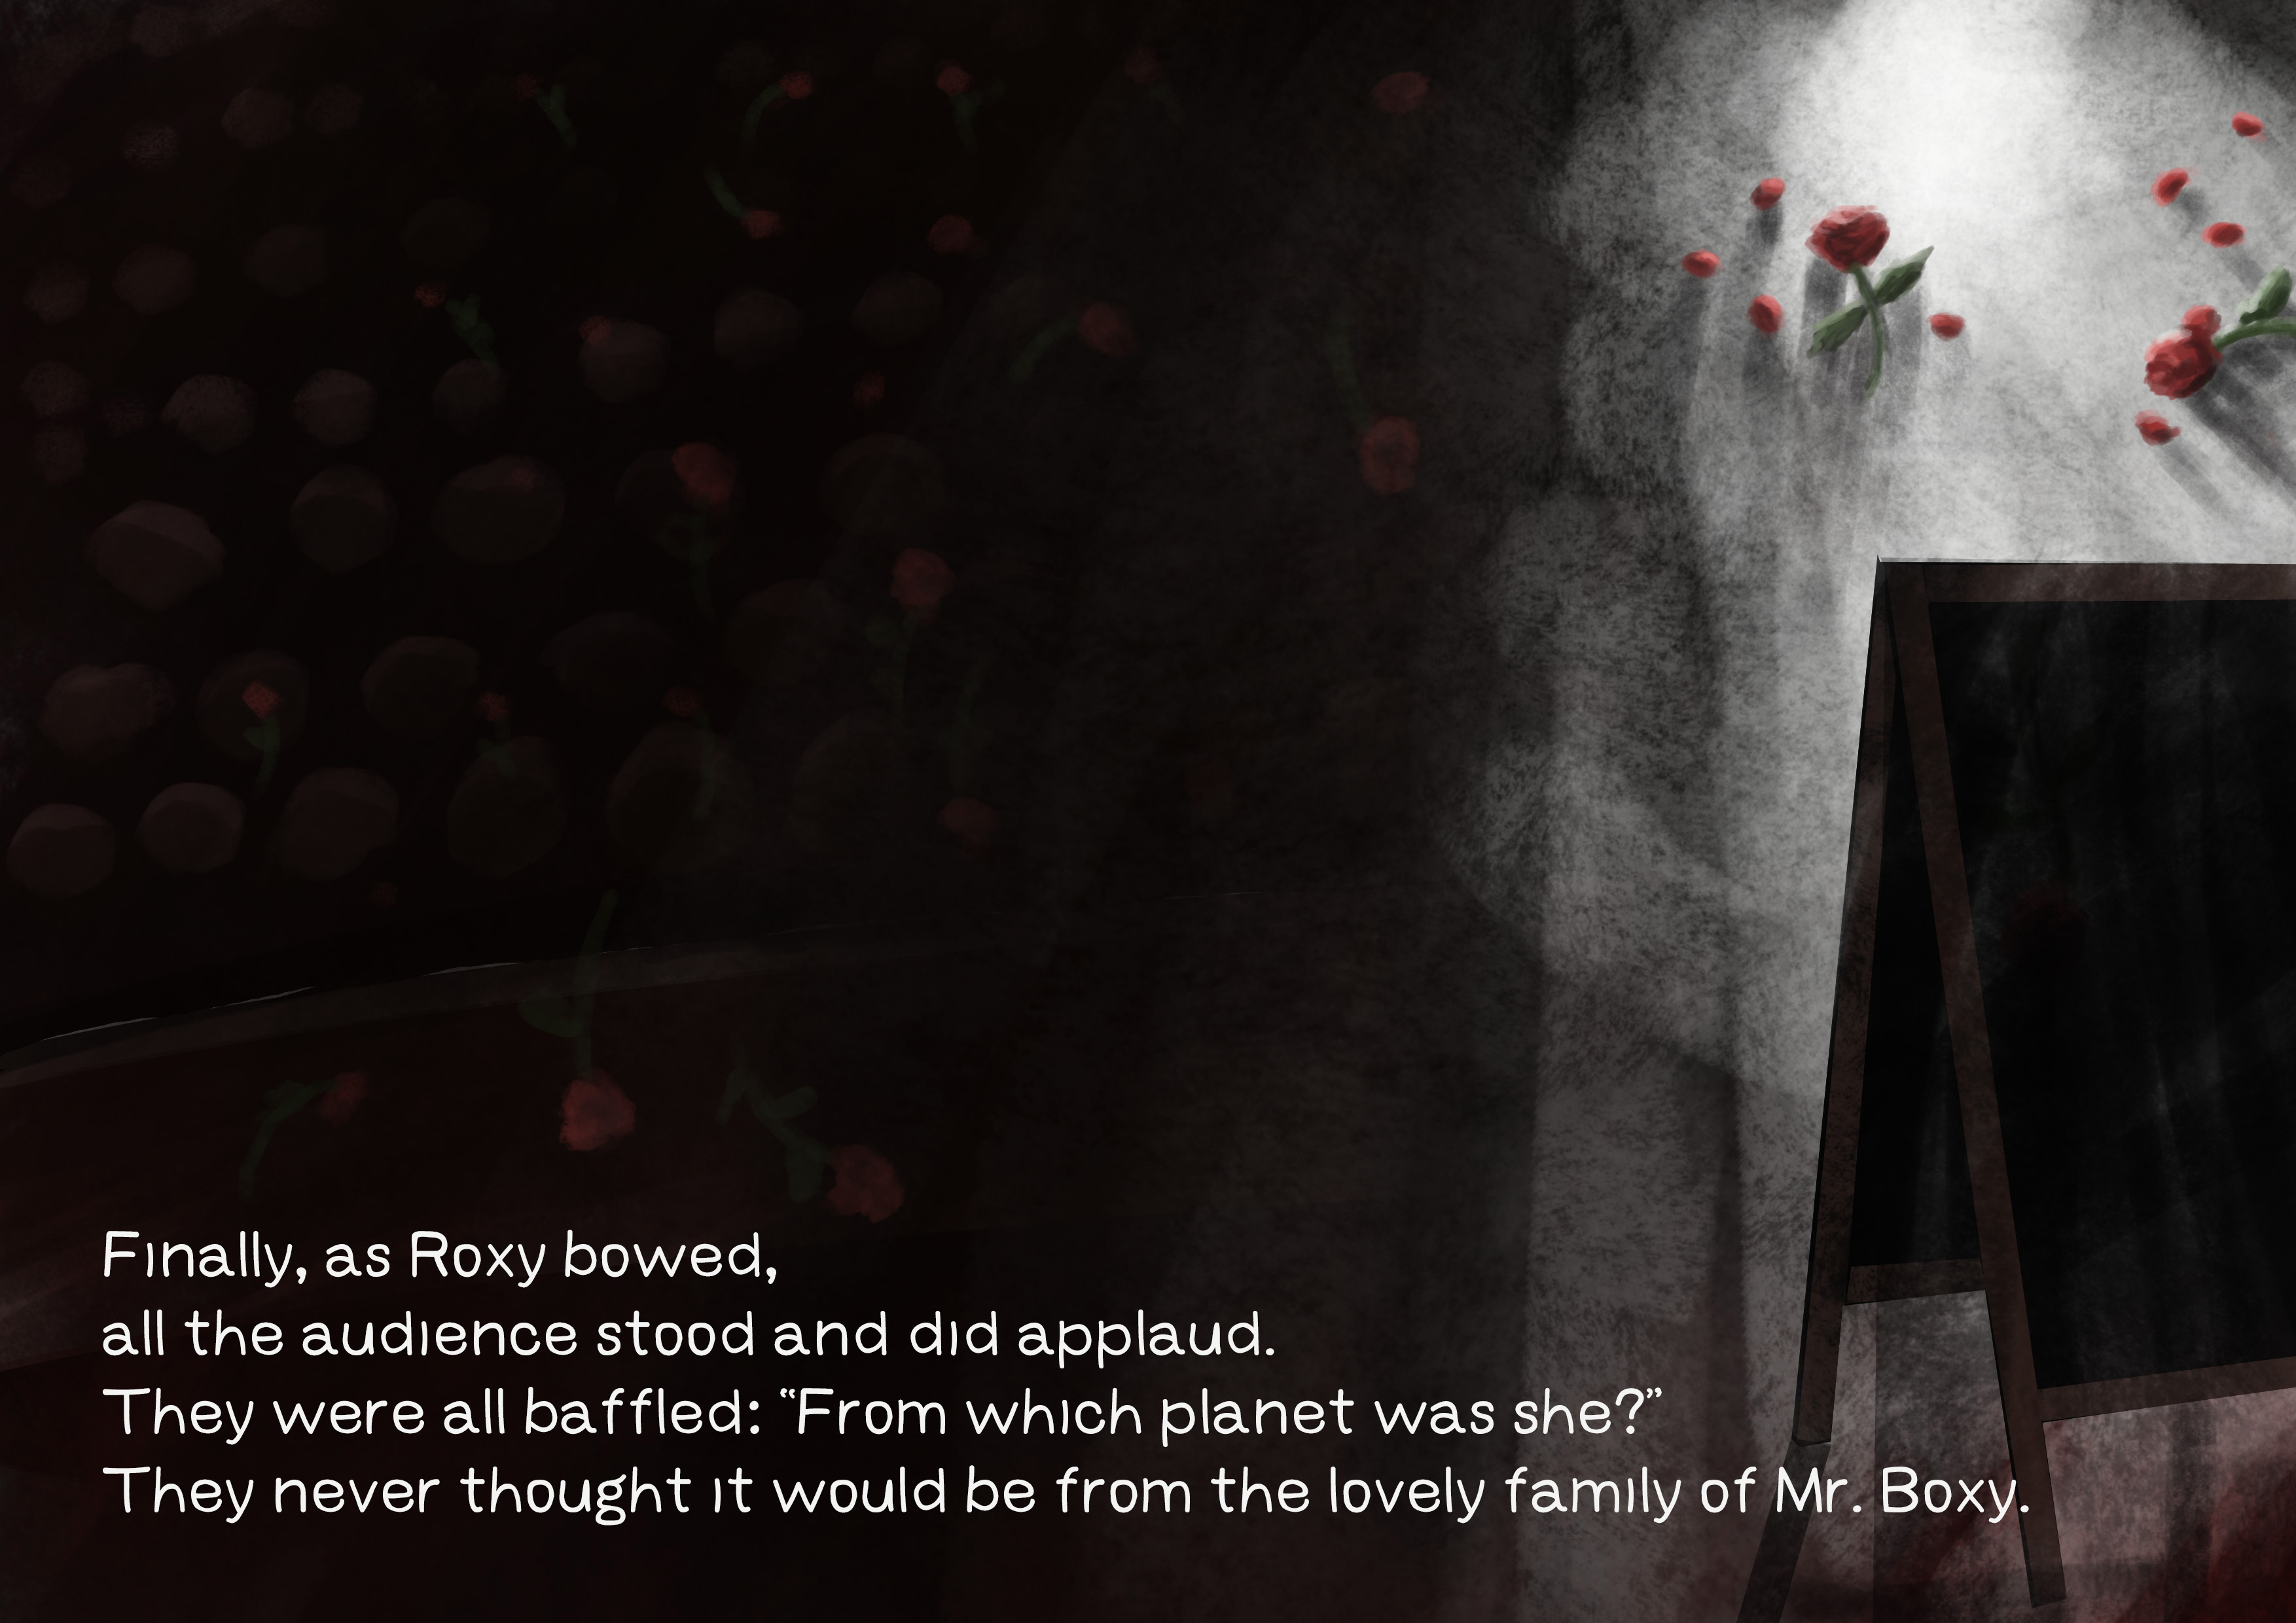 Finally, as Roxy bowed,
all the audience stood and did applaud.
They were all baffled: “From which planet was she?”
They never thought it would be from the lovely family of Mr. Boxy.